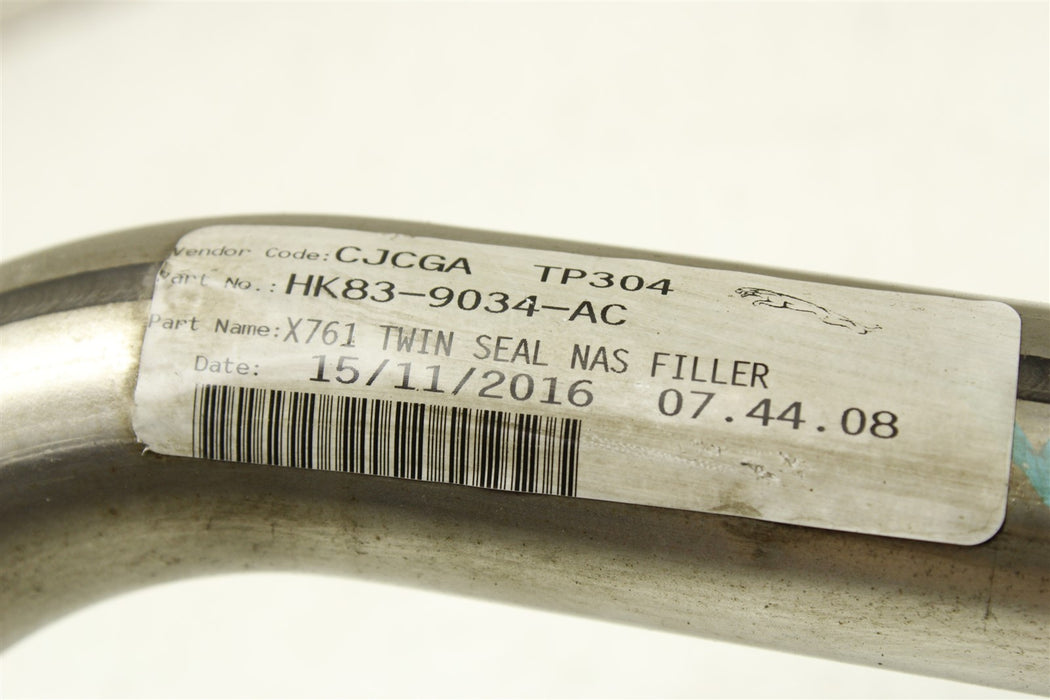 Vendor Code: CJCGA TP304
Part No.: HK83-9034-AC
Part Name: X761 TWIN SEAL NAS FILLER
Date: 15/11/2016 07.44.08